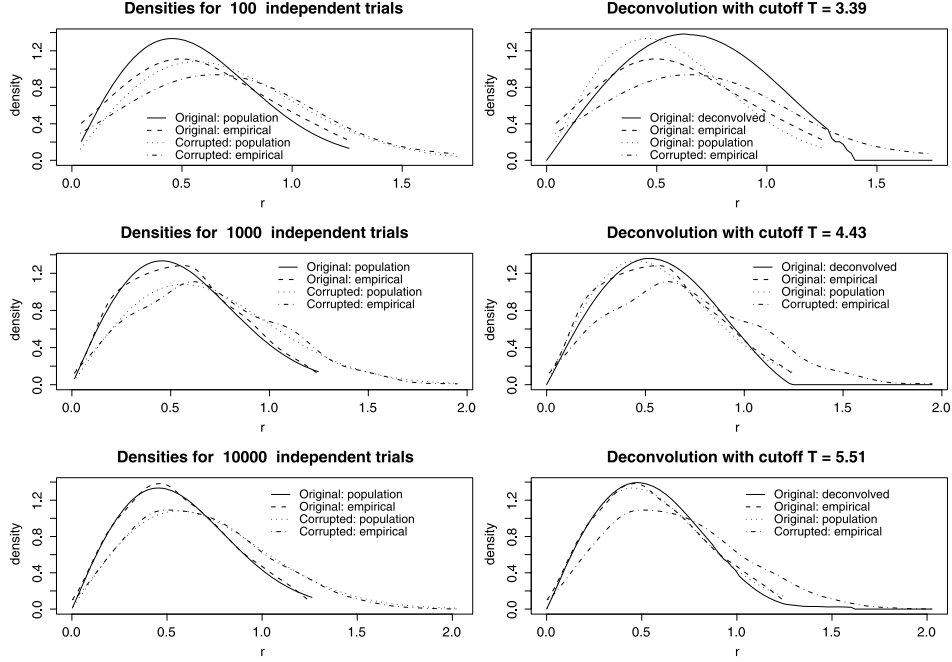 Densities for 100 independent trials
density
0.0 0.4 0.8 1.2
Original: population
Original: empirical
Corrupted: population
Corrupted: empirical
0.0 0.5 1.0 1.5
r
Deconvolution with cutoff T = 3.39
density
0.0 0.4 0.8 1.2
Original: deconvolved
Original: empirical
Original: population
Corrupted: empirical
0.0 0.5 1.0 1.5
r
Densities for 1000 independent trials
density
0.0 0.4 0.8 1.2
Original: population
Original: empirical
Corrupted: population
Corrupted: empirical
0.0 0.5 1.0 1.5 2.0
r
Deconvolution with cutoff T = 4.43
density
0.0 0.4 0.8 1.2
Original: deconvolved
Original: empirical
Original: population
Corrupted: empirical
0.0 0.5 1.0 1.5 2.0
r
Densities for 10000 independent trials
density
0.0 0.4 0.8 1.2
Original: population
Original: empirical
Corrupted: population
Corrupted: empirical
0.0 0.5 1.0 1.5 2.0
r
Deconvolution with cutoff T = 5.51
density
0.0 0.4 0.8 1.2
Original: deconvolved
Original: empirical
Original: population
Corrupted: empirical
0.0 0.5 1.0 1.5 2.0
r